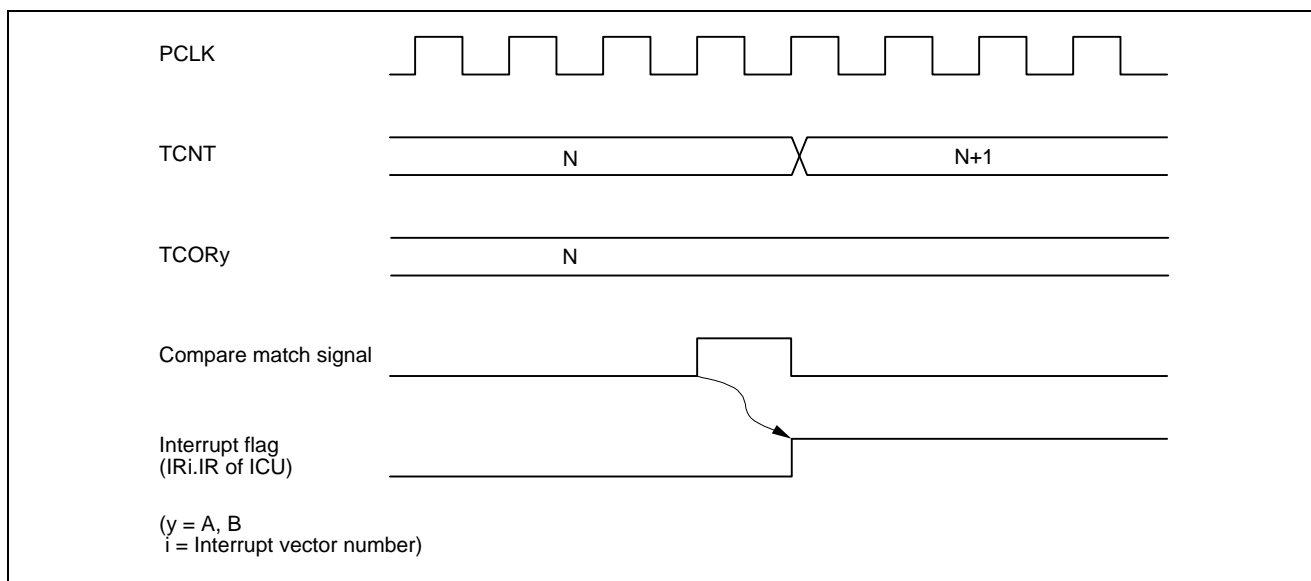 PCLK
TCNT
N
N+1
TCORy
N
Compare match signal
Interrupt flag
(IRi.IR of ICU)
(y = A, B
i = Interrupt vector number)